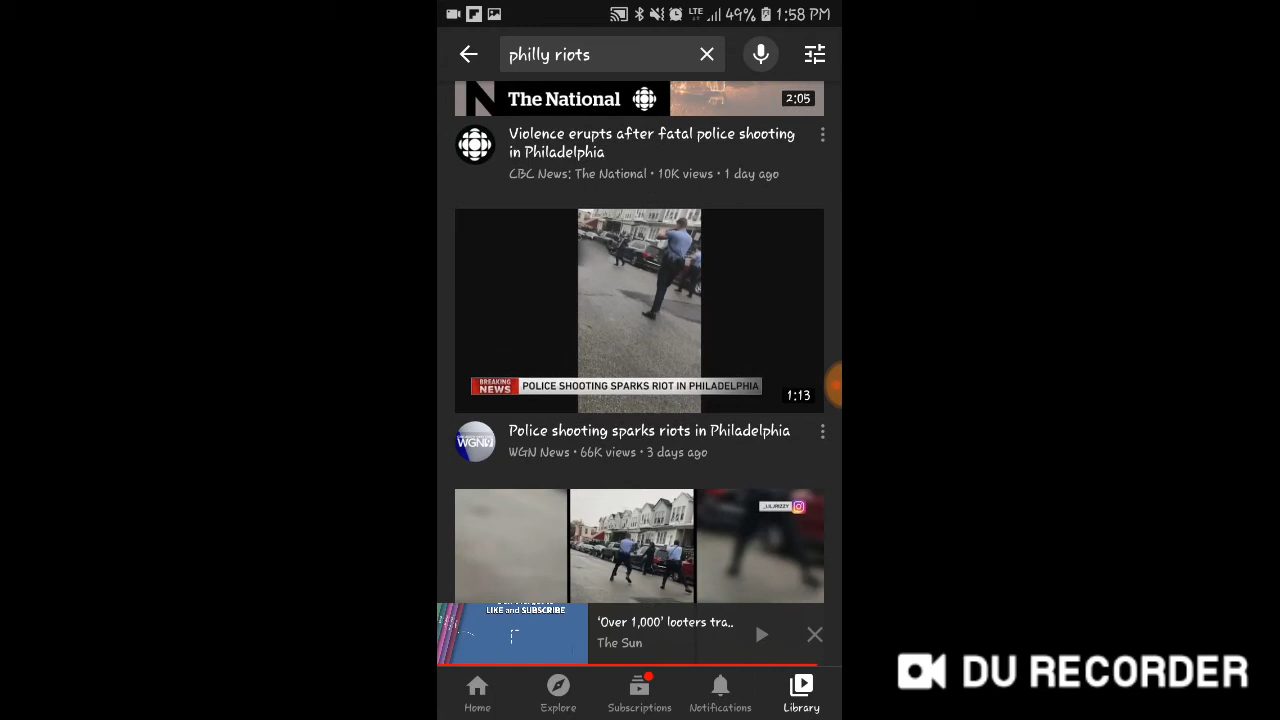 LTE 49% 1:58 PM
philly riots
The National 2:05
Violence erupts after fatal police shooting
in Philadelphia
CBC News: The National • 10K views • 1 day ago
BREAKING NEWS POLICE SHOOTING SPARKS RIOT IN PHILADELPHIA
1:13
WGN9
Police shooting sparks riots in Philadelphia
WGN News • 66K views • 3 days ago
_LILJRIZZY
LIKE and SUBSCRIBE
‘Over 1,000’ looters tra..
The Sun
Home Explore Subscriptions Notifications Library
DU RECORDER